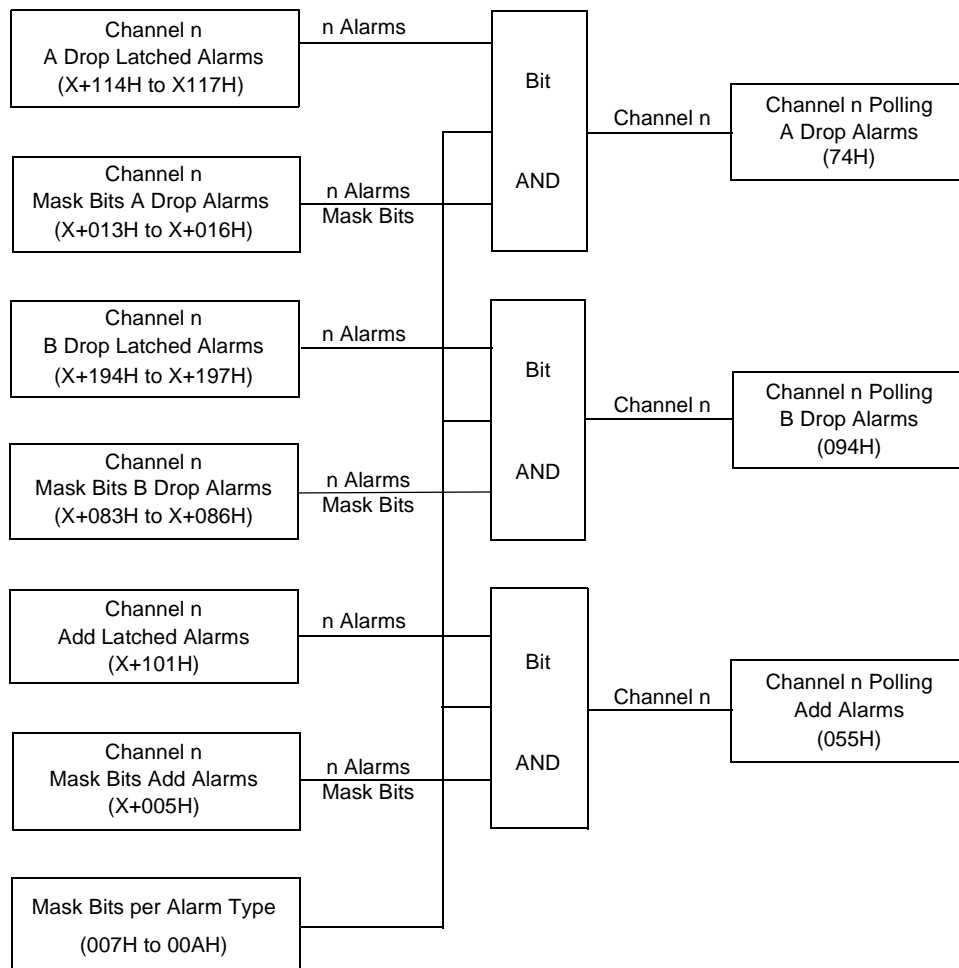 Channel n
A Drop Latched Alarms
(X+114H to X117H)
n Alarms
Channel n
Mask Bits A Drop Alarms
(X+013H to X+016H)
n Alarms
Mask Bits
Bit
AND
Channel n
Channel n Polling
A Drop Alarms
(74H)
Channel n
B Drop Latched Alarms
(X+194H to X+197H)
n Alarms
Channel n
Mask Bits B Drop Alarms
(X+083H to X+086H)
n Alarms
Mask Bits
Bit
AND
Channel n
Channel n Polling
B Drop Alarms
(094H)
Channel n
Add Latched Alarms
(X+101H)
n Alarms
Channel n
Mask Bits Add Alarms
(X+005H)
n Alarms
Mask Bits
Bit
AND
Channel n
Channel n Polling
Add Alarms
(055H)
Mask Bits per Alarm Type
(007H to 00AH)